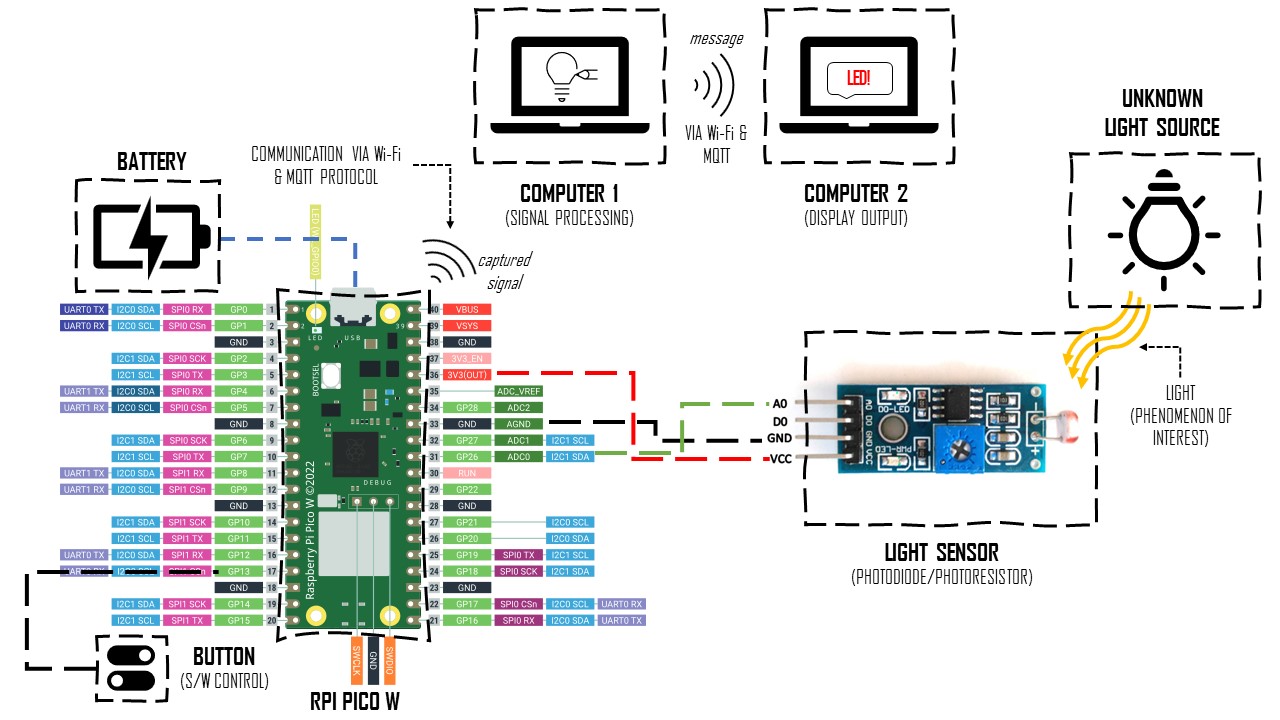 message
LED!
VIA Wi-Fi &
MQTT
COMPUTER 1
(SIGNAL PROCESSING)
COMPUTER 2
(DISPLAY OUTPUT)
UNKNOWN
LIGHT SOURCE
BATTERY
COMMUNICATION VIA Wi-Fi
& MQTT PROTOCOL
captured
signal
LIGHT
(PHENOMENON OF
INTEREST)
LED
USB
BOOTSEL
DEBUG
Raspberry Pi Pico W ©2022
1
2
39
UART0 TX I2C0 SDA SPI0 RX GP0 1
UART0 RX I2C0 SCL SPI0 CSn GP1 2
GND 3
I2C1 SDA SPI0 SCK GP2 4
I2C1 SCL SPI0 TX GP3 5
UART1 TX I2C0 SDA SPI0 RX GP4 6
UART1 RX I2C0 SCL SPI0 CSn GP5 7
GND 8
I2C1 SDA SPI0 SCK GP6 9
I2C1 SCL SPI0 TX GP7 10
UART1 TX I2C0 SDA SPI1 RX GP8 11
UART1 RX I2C0 SCL SPI1 CSn GP9 12
GND 13
I2C1 SDA SPI1 SCK GP10 14
I2C1 SCL SPI1 TX GP11 15
UART0 TX I2C0 SDA SPI1 RX GP12 16
GP13 17
GND 18
I2C1 SDA SPI1 SCK GP14 19
I2C1 SCL SPI1 TX GP15 20
40 VBUS
39 VSYS
38 GND
37 3V3_EN
36 3V3(OUT)
35 ADC_VREF
34 GP28 ADC2
33 GND AGND
32 GP27 ADC1 I2C1 SCL
31 GP26 ADC0 I2C1 SDA
30 RUN
29 GP22
28 GND
27 GP21 I2C0 SCL
26 GP20 I2C0 SDA
25 GP19 SPI0 TX I2C1 SCL
24 GP18 SPI0 SCK I2C1 SDA
23 GND
22 GP17 SPI0 CSn I2C0 SCL UART0 RX
21 GP16 SPI0 RX I2C0 SDA UART0 TX
SWCLK
GND
SWDIO
RPI PICO W
BUTTON
(S/W CONTROL)
A0
D0
GND
VCC
AO DO GND VCC
DO-LED
PWR-LED
LIGHT SENSOR
(PHOTODIODE/PHOTORESISTOR)